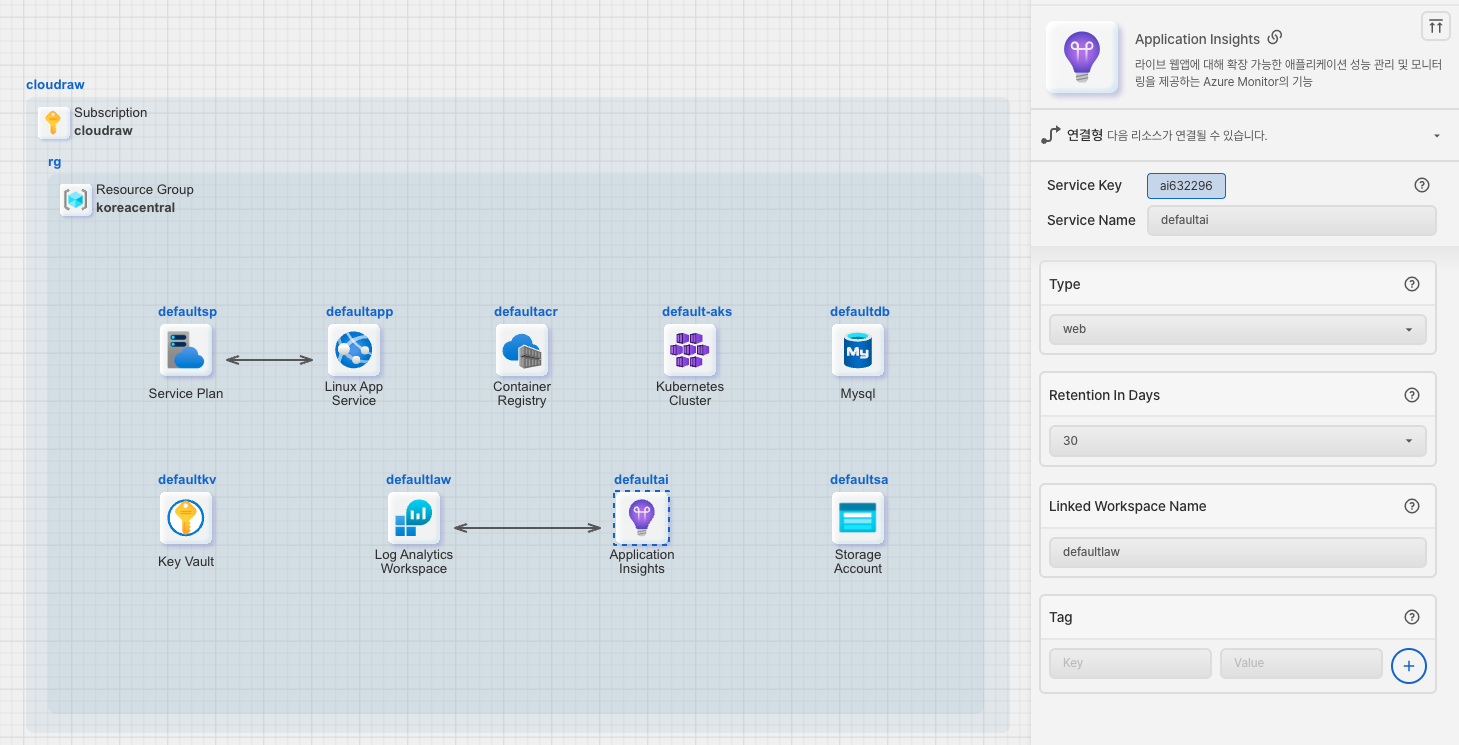 cloudraw
Subscription
cloudraw
rg
Resource Group
koreacentral
defaultsp
defaultapp
defaultacr
default-aks
defaultdb
Service Plan
Linux App
Service
Container
Registry
Kubernetes
Cluster
My
Mysql
defaultkv
defaultlaw
defaultai
defaultsa
Key Vault
Log Analytics
Workspace
Application
Insights
Storage
Account
Application Insights
라이브 웹앱에 대해 확장 가능한 애플리케이션 성능 관리 및 모니터
링을 제공하는 Azure Monitor의 기능
연결형 다음 리소스가 연결될 수 있습니다.
Service Key ai632296 ?
Service Name defaultai
Type ?
web
Retention In Days ?
30
Linked Workspace Name ?
defaultlaw
Tag ?
Key Value +